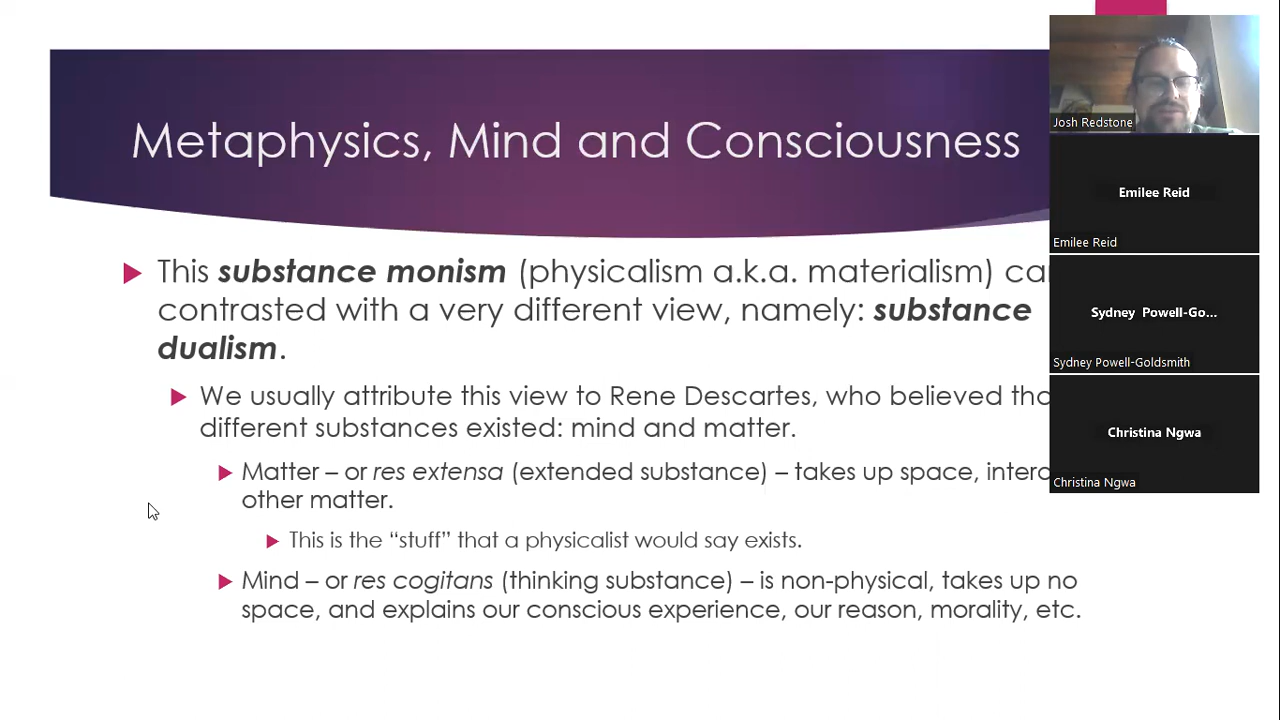 Metaphysics, Mind and Consciousness
This substance monism (physicalism a.k.a. materialism)
contrasted with a very different view, namely: substance
dualism.
We usually attribute this view to Rene Descartes, who believed
different substances existed: mind and matter.
Matter – or res extensa (extended substance) – takes up space,
other matter.
This is the “stuff” that a physicalist would say exists.
Mind – or res cogitans (thinking substance) – is non-physical, takes up no
space, and explains our conscious experience, our reason, morality, etc.
Josh Redstone
Emilee Reid
Emilee Reid
Sydney Powell-Go...
Sydney Powell-Goldsmith
Christina Ngwa
Christina Ngwa